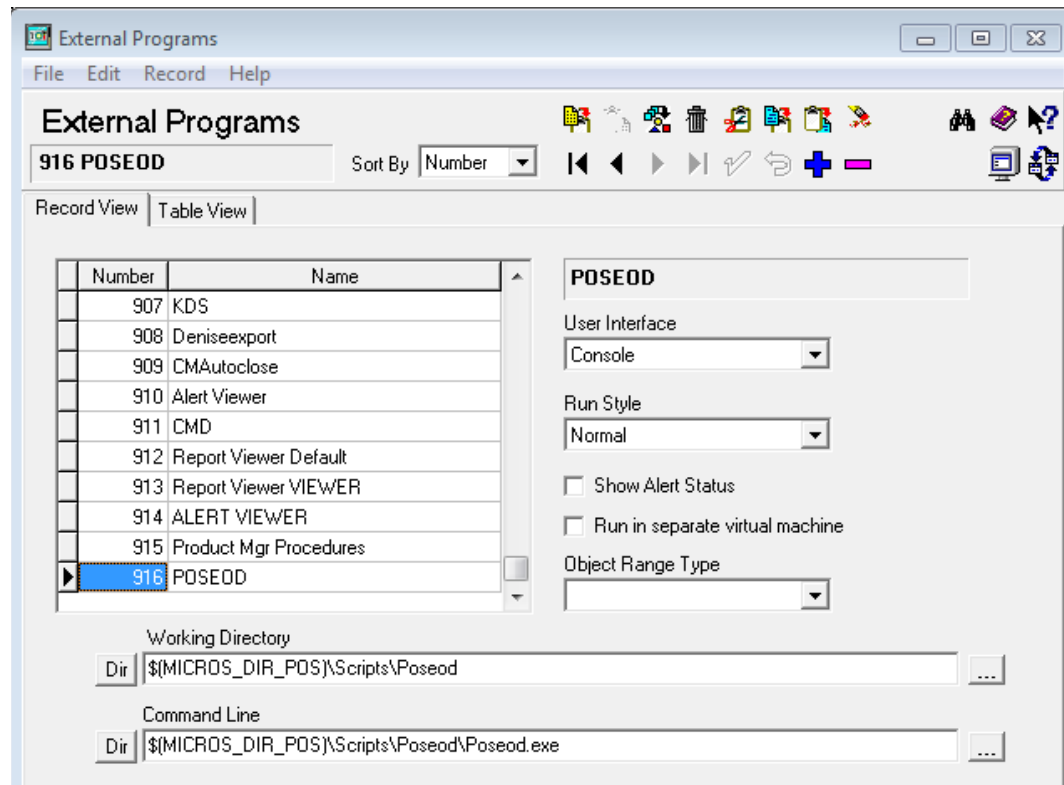 External Programs
File Edit Record Help
External Programs
916 POSEOD
Sort By Number
Record View Table View
Number Name
907 KDS
908 Deniseexport
909 CMAutoclose
910 Alert Viewer
911 CMD
912 Report Viewer Default
913 Report Viewer VIEWER
914 ALERT VIEWER
915 Product Mgr Procedures
916 POSEOD
POSEOD
User Interface
Console
Run Style
Normal
Show Alert Status
Run in separate virtual machine
Object Range Type
Working Directory
Dir $(MICROS_DIR_POS)\Scripts\Poseod ...
Command Line
Dir $(MICROS_DIR_POS)\Scripts\Poseod\Poseod.exe ...